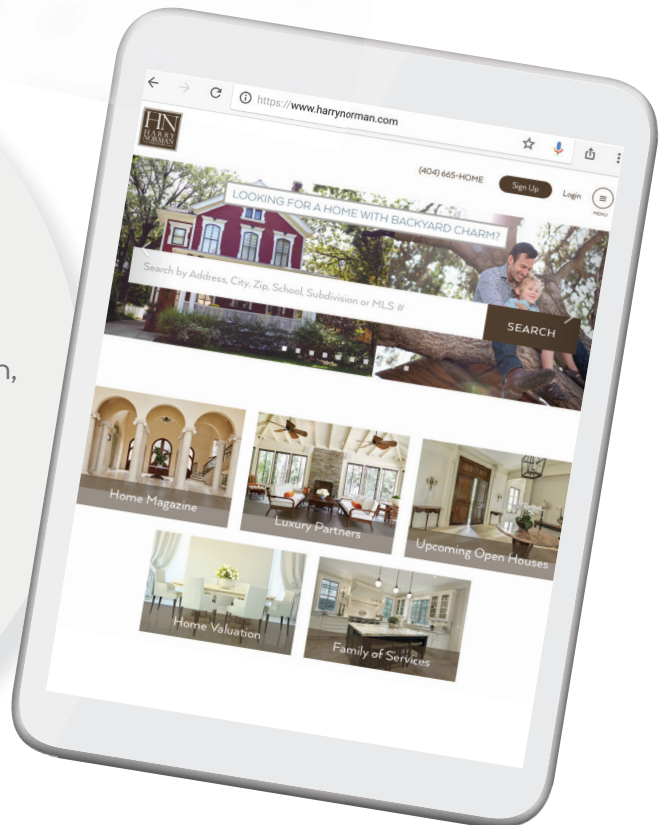 https://www.harrynorman.com
HN
HARRY
NORMAN
(404) 665-HOME
Sign Up
Login
MENU
LOOKING FOR A HOME WITH BACKYARD CHARM?
Search by Address, City, Zip, School, Subdivision or MLS #
SEARCH
n,
Home Magazine
Luxury Partners
Upcoming Open Houses
Home Valuation
Family of Services